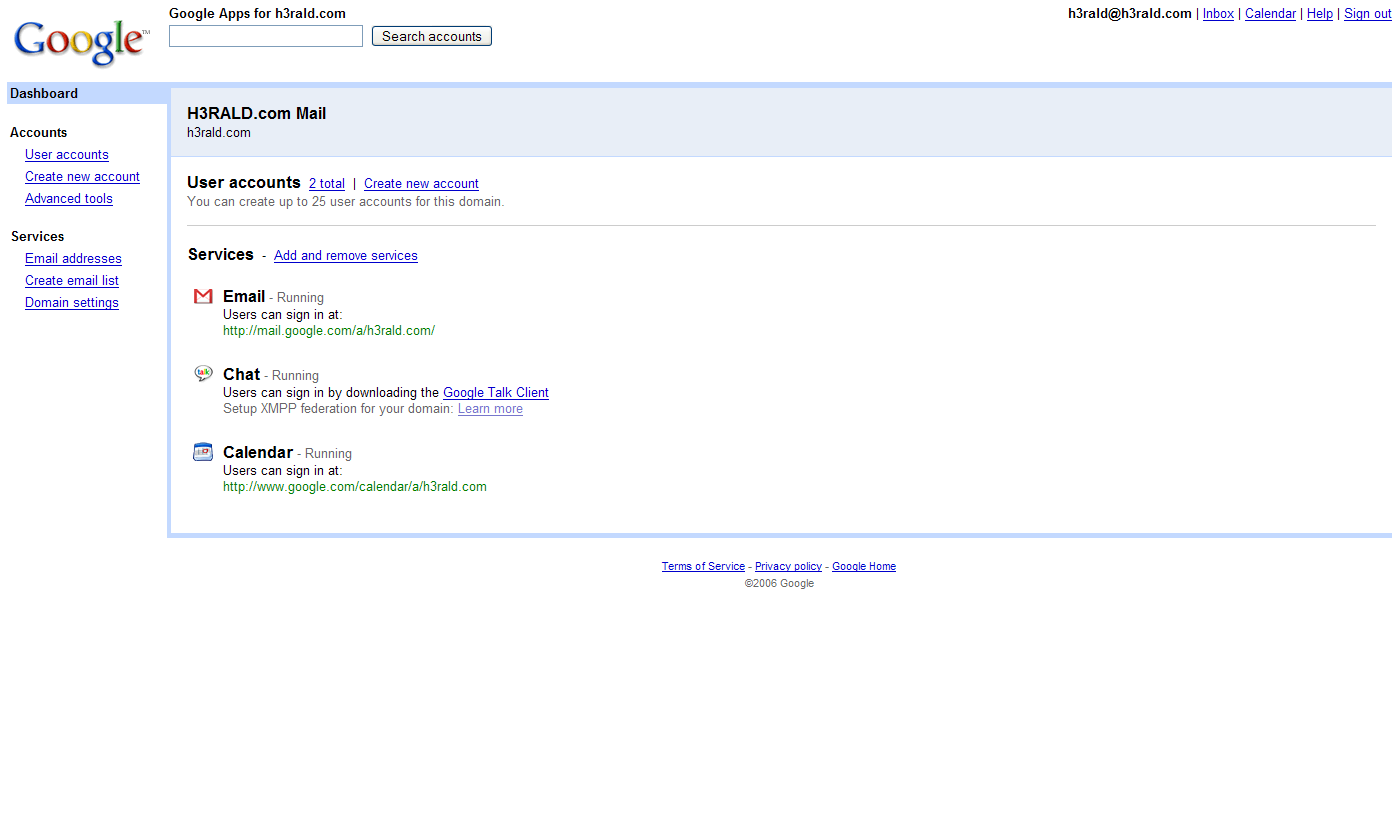 Google™
Google Apps for h3rald.com
Search accounts
h3rald@h3rald.com | Inbox | Calendar | Help | Sign out
Dashboard
Accounts
User accounts
Create new account
Advanced tools
Services
Email addresses
Create email list
Domain settings
H3RALD.com Mail
h3rald.com
User accounts 2 total | Create new account
You can create up to 25 user accounts for this domain.
Services - Add and remove services
Email - Running
Users can sign in at:
http://mail.google.com/a/h3rald.com/
talk
Chat - Running
Users can sign in by downloading the Google Talk Client
Setup XMPP federation for your domain: Learn more
Calendar - Running
Users can sign in at:
http://www.google.com/calendar/a/h3rald.com
Terms of Service - Privacy policy - Google Home
©2006 Google